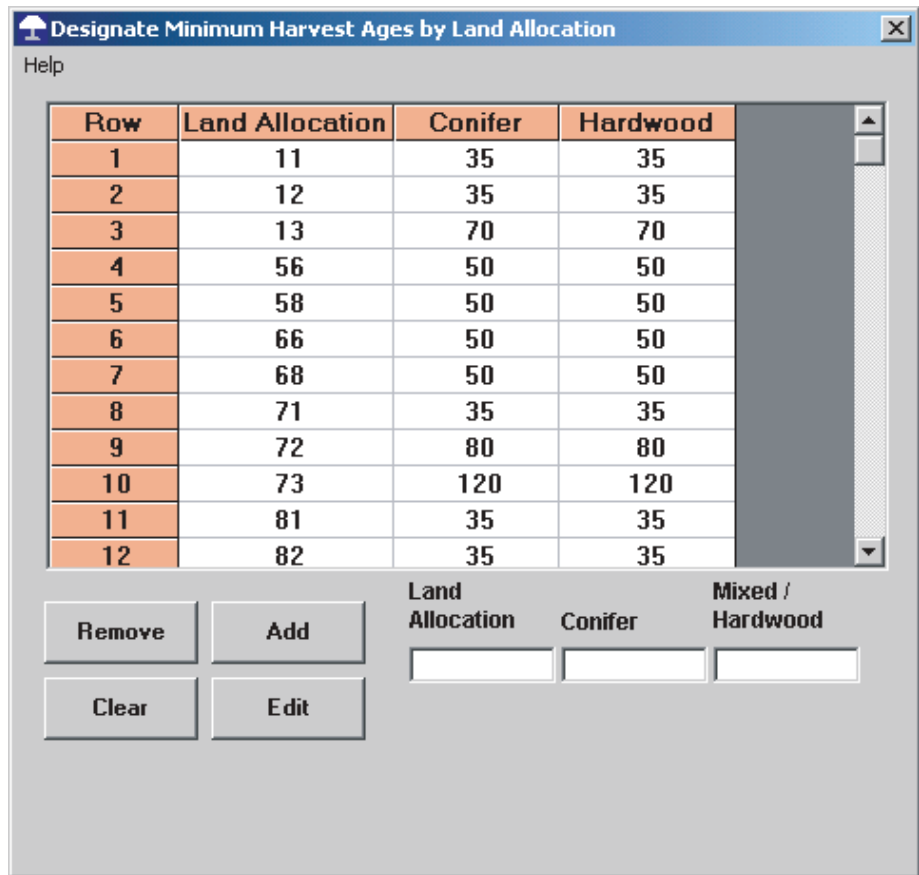 Designate Minimum Harvest Ages by Land Allocation
Help
Row Land Allocation Conifer Hardwood
1 11 35 35
2 12 35 35
3 13 70 70
4 56 50 50
5 58 50 50
6 66 50 50
7 68 50 50
8 71 35 35
9 72 80 80
10 73 120 120
11 81 35 35
12 82 35 35
Remove Add
Clear Edit
Land
Allocation
Conifer
Mixed /
Hardwood